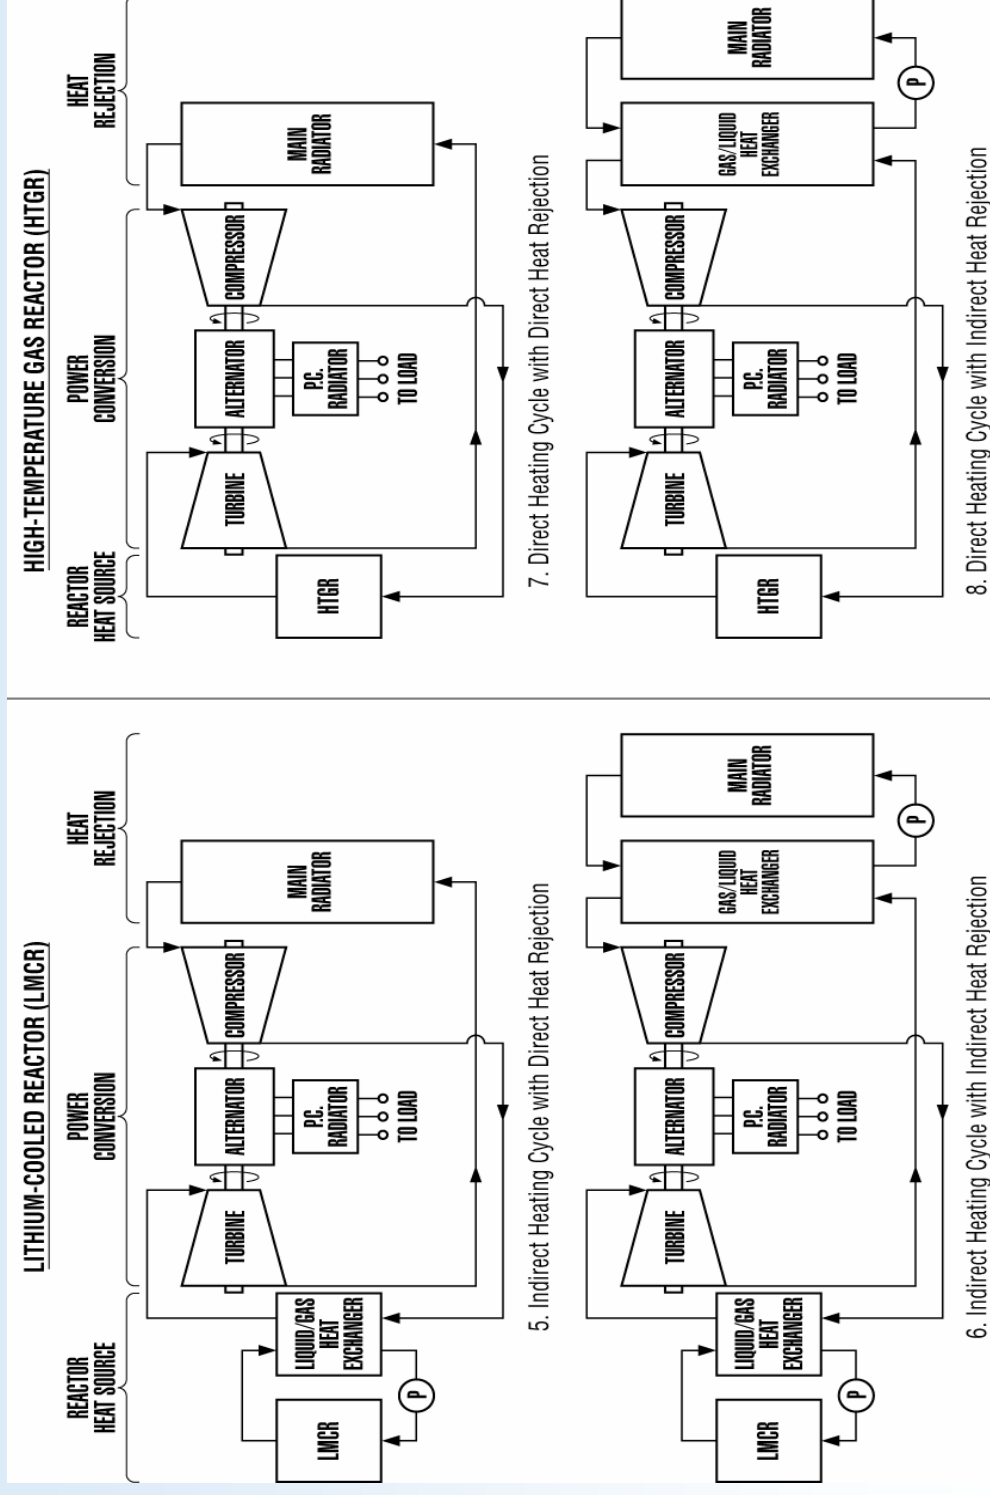 LITHIUM-COOLED REACTOR (LMCR)
REACTOR
HEAT SOURCE
POWER
CONVERSION
HEAT
REJECTION
LMCR
P
LIQUID/GAS
HEAT
EXCHANGER
TURBINE
ALTERNATOR
COMPRESSOR
P.C.
RADIATOR
TO LOAD
MAIN
RADIATOR
5. Indirect Heating Cycle with Direct Heat Rejection
LMCR
P
LIQUID/GAS
HEAT
EXCHANGER
TURBINE
ALTERNATOR
COMPRESSOR
P.C.
RADIATOR
TO LOAD
GAS/LIQUID
HEAT
EXCHANGER
MAIN
RADIATOR
P
6. Indirect Heating Cycle with Indirect Heat Rejection
HIGH-TEMPERATURE GAS REACTOR (HTGR)
REACTOR
HEAT SOURCE
POWER
CONVERSION
HEAT
REJECTION
HTGR
TURBINE
ALTERNATOR
COMPRESSOR
P.C.
RADIATOR
TO LOAD
MAIN
RADIATOR
7. Direct Heating Cycle with Direct Heat Rejection
HTGR
TURBINE
ALTERNATOR
COMPRESSOR
P.C.
RADIATOR
TO LOAD
GAS/LIQUID
HEAT
EXCHANGER
MAIN
RADIATOR
P
8. Direct Heating Cycle with Indirect Heat Rejection